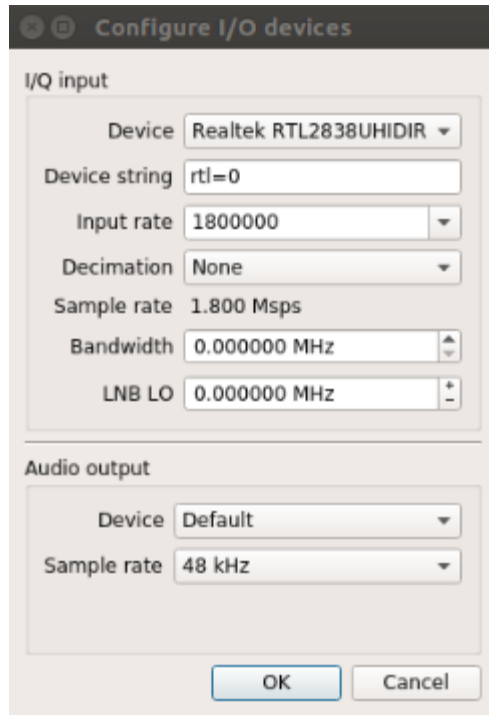 Configure I/O devices
I/Q input
Device Realtek RTL2838UHIDIR
Device string rtl=0
Input rate 1800000
Decimation None
Sample rate 1.800 Msps
Bandwidth 0.000000 MHz
LNB LO 0.000000 MHz
Audio output
Device Default
Sample rate 48 kHz
OK Cancel